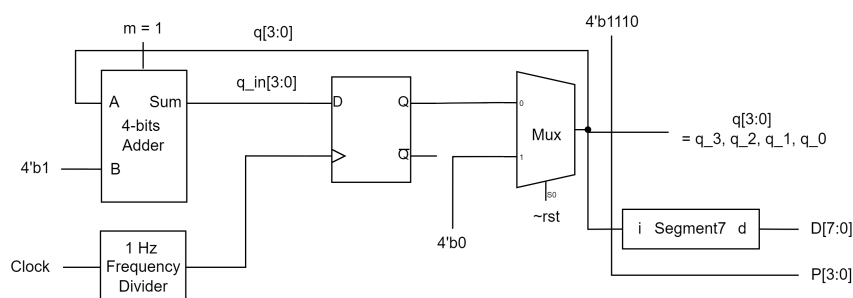 4'b1110
m = 1
q[3:0]
q_in[3:0]
A Sum
4-bits
Adder
B
4'b1
D Q
Q
0
Mux
1
S0
~rst
4'b0
q[3:0]
= q_3, q_2, q_1, q_0
i Segment7 d
D[7:0]
P[3:0]
Clock
1 Hz
Frequency
Divider